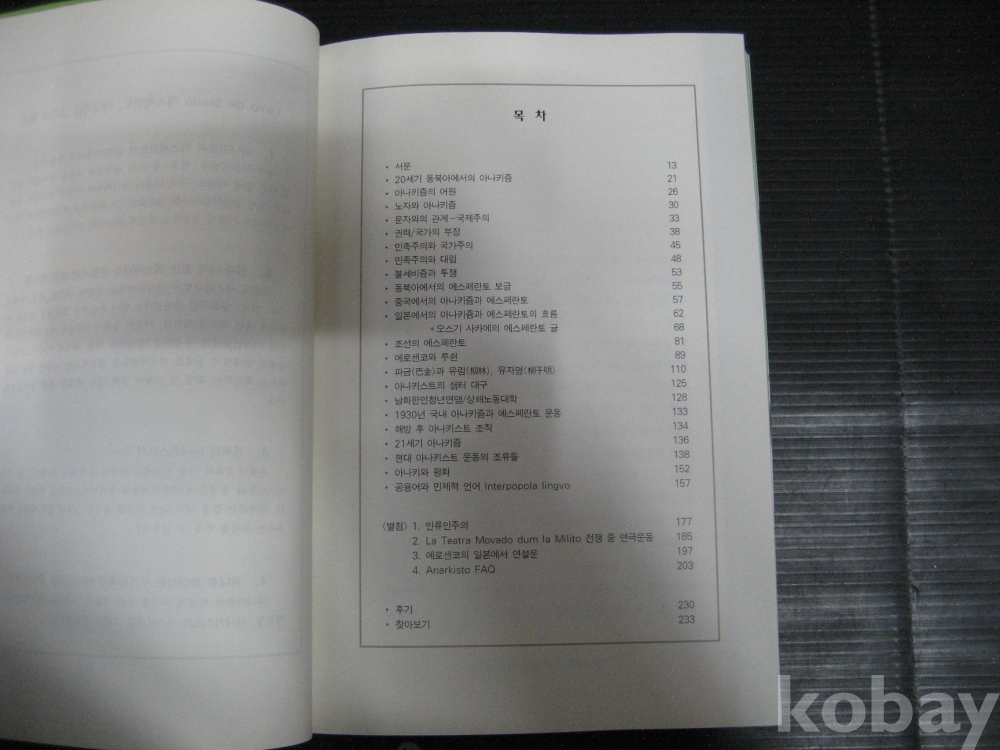 목 차
• 서문 13
• 20세기 동북아에서의 아나키즘 21
• 아나키즘의 어원 26
• 노자와 아나키즘 30
• 문자와의 관계－국제주의 33
• 권력/국가의 부정 38
• 민족주의와 국가주의 45
• 민족주의와 대립 48
• 볼셰비즘과 투쟁 53
• 동북아에서의 에스페란토 보급 55
• 중국에서의 아나키즘과 에스페란토 57
• 일본에서의 아나키즘과 에스페란토의 흐름 62
*오스기 사카에의 에스페란토 글 68
• 조선의 에스페란토 81
• 에로센코와 루쉰 89
• 파금(巴金)과 유림(柳林), 유자명(柳子明) 110
• 아나키스트의 샘터 대구 125
• 남화한인청년연맹/상해노동대학 128
• 1930년 국내 아나키즘과 에스페란토 운동 133
• 해방 후 아나키스트 조직 134
• 21세기 아나키즘 136
• 현대 아나키스트 운동의 조류들 138
• 아나키와 평화 152
• 공용어와 민제적 언어 Interpopola lingvo 157
〈별첨〉 1. 인류인주의 177
2. La Teatra Movado dum la Milito 전쟁 중 연극운동 185
3. 에로센코의 일본에서 연설문 197
4. Anarkisto FAQ 203
• 후기 230
• 찾아보기 233
kobay